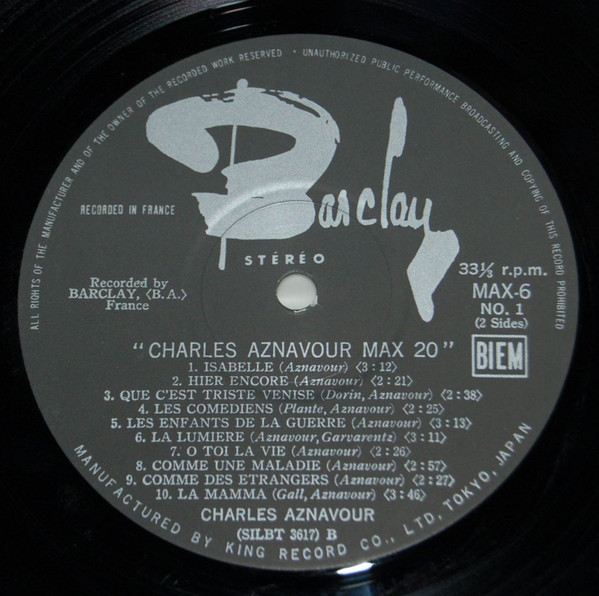 ALL RIGHTS OF THE MANUFACTURER AND OF THE OWNER OF THE RECORDED WORK RESERVED • UNAUTHORIZED PUBLIC PERFORMANCE BROADCASTING AND COPYING OF THIS RECORD PROHIBITED
Barclay
RECORDED IN FRANCE
STÉRÉO
Recorded by
BARCLAY, (B.A.)
France
33⅓ r.p.m.
MAX-6
NO. 1
(2 Sides)
BIEM
"CHARLES AZNAVOUR MAX 20"
1. ISABELLE (Aznavour) (3:12)
2. HIER ENCORE (Aznavour) (2:21)
3. QUE C'EST TRISTE VENISE (Dorin, Aznavour) (2:38)
4. LES COMEDIENS (Plante, Aznavour) (2:25)
5. LES ENFANTS DE LA GUERRE (Aznavour) (3:13)
6. LA LUMIERE (Aznavour, Garvarentz) (3:11)
7. O TOI LA VIE (Aznavour) (2:26)
8. COMME UNE MALADIE (Aznavour) (2:57)
9. COMME DES ETRANGERS (Aznavour) (2:27)
10. LA MAMMA (Gall, Aznavour) (3:46)
CHARLES AZNAVOUR
(SILBT 3617) B
MANUFACTURED BY KING RECORD CO., LTD, TOKYO, JAPAN